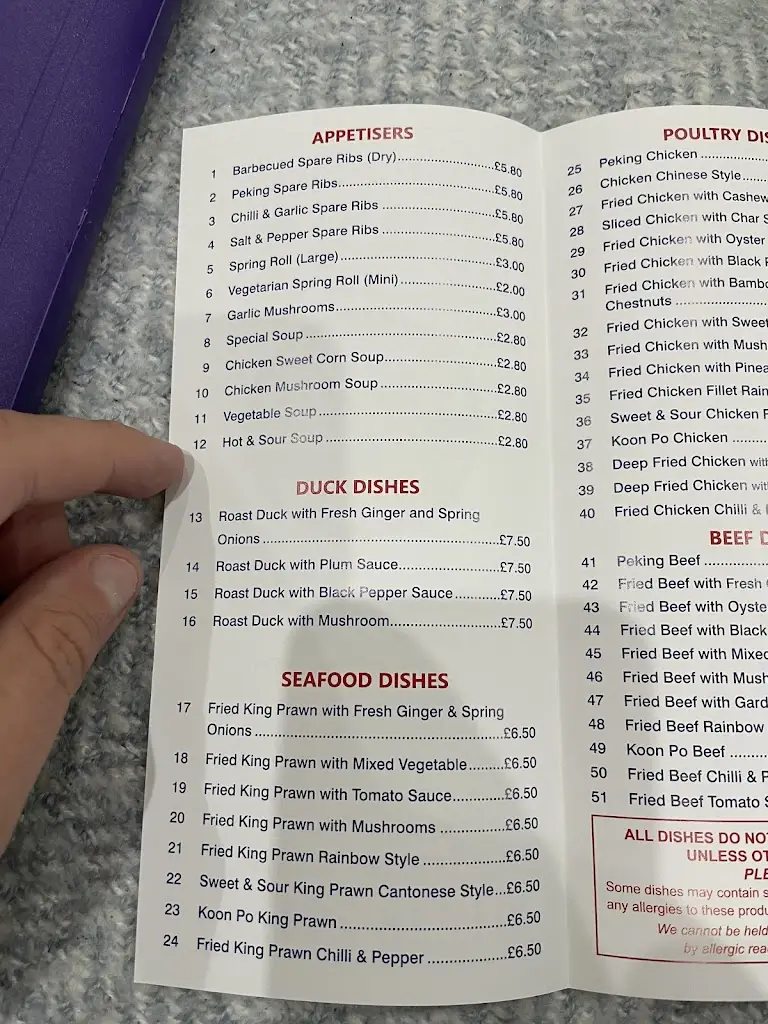 APPETISERS
1 Barbecued Spare Ribs (Dry)..........................£5.80
2 Peking Spare Ribs..........................£5.80
3 Chilli & Garlic Spare Ribs ..........................£5.80
4 Salt & Pepper Spare Ribs ..........................£5.80
5 Spring Roll (Large)..........................£3.00
6 Vegetarian Spring Roll (Mini)..........................£2.00
7 Garlic Mushrooms..........................£3.00
8 Special Soup ..........................£2.80
9 Chicken Sweet Corn Soup..........................£2.80
10 Chicken Mushroom Soup ..........................£2.80
11 Vegetable Soup..........................£2.80
12 Hot & Sour Soup ..........................£2.80
DUCK DISHES
13 Roast Duck with Fresh Ginger and Spring
Onions ..........................£7.50
14 Roast Duck with Plum Sauce..........................£7.50
15 Roast Duck with Black Pepper Sauce..........................£7.50
16 Roast Duck with Mushroom..........................£7.50
SEAFOOD DISHES
17 Fried King Prawn with Fresh Ginger & Spring
Onions ..........................£6.50
18 Fried King Prawn with Mixed Vegetable........£6.50
19 Fried King Prawn with Tomato Sauce............£6.50
20 Fried King Prawn with Mushrooms ..............£6.50
21 Fried King Prawn Rainbow Style .................£6.50
22 Sweet & Sour King Prawn Cantonese Style...£6.50
23 Koon Po King Prawn ..........................£6.50
24 Fried King Prawn Chilli & Pepper ................£6.50
POULTRY
25 Peking Chicken ..............
26 Chicken Chinese Style.....
27 Fried Chicken with
28 Sliced Chicken with Char
29 Fried Chicken with Oyster
30 Fried Chicken with Black
31 Fried Chicken with
Chestnuts ..................
32 Fried Chicken with Sweet
33 Fried Chicken with
34 Fried Chicken with
35 Fried Chicken Fillet
36 Sweet & Sour Chicken
37 Koon Po Chicken ........
38 Deep Fried Chicken with
39 Deep Fried Chicken
40 Fried Chicken Chilli &
BEEF
41 Peking Beef ..............
42 Fried Beef with Fresh
43 Fried Beef with
44 Fried Beef with Black
45 Fried Beef with Mixed
46 Fried Beef with
47 Fried Beef with
48 Fried Beef Rainbow
49 Koon Po Beef ........
50 Fried Beef Chilli &
51 Fried Beef Tomato
ALL DISHES DO
UNLESS
Some dishes may contain
any allergies to these
We cannot be held
by allergic